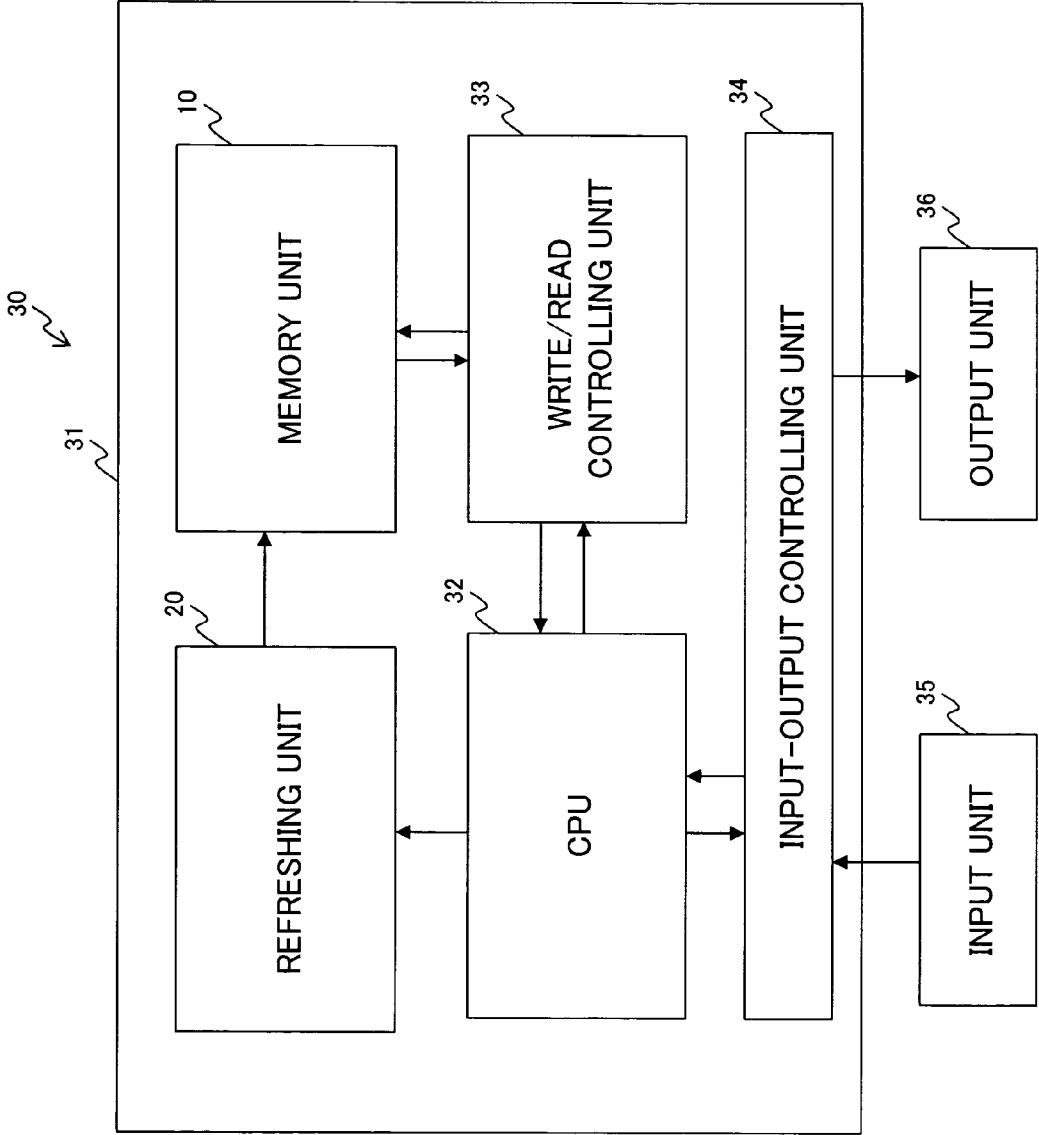 30
31
20
10
REFRESHING UNIT
MEMORY UNIT
32
33
CPU
WRITE/READ
CONTROLLING UNIT
34
INPUT-OUTPUT CONTROLLING UNIT
35
36
INPUT UNIT
OUTPUT UNIT